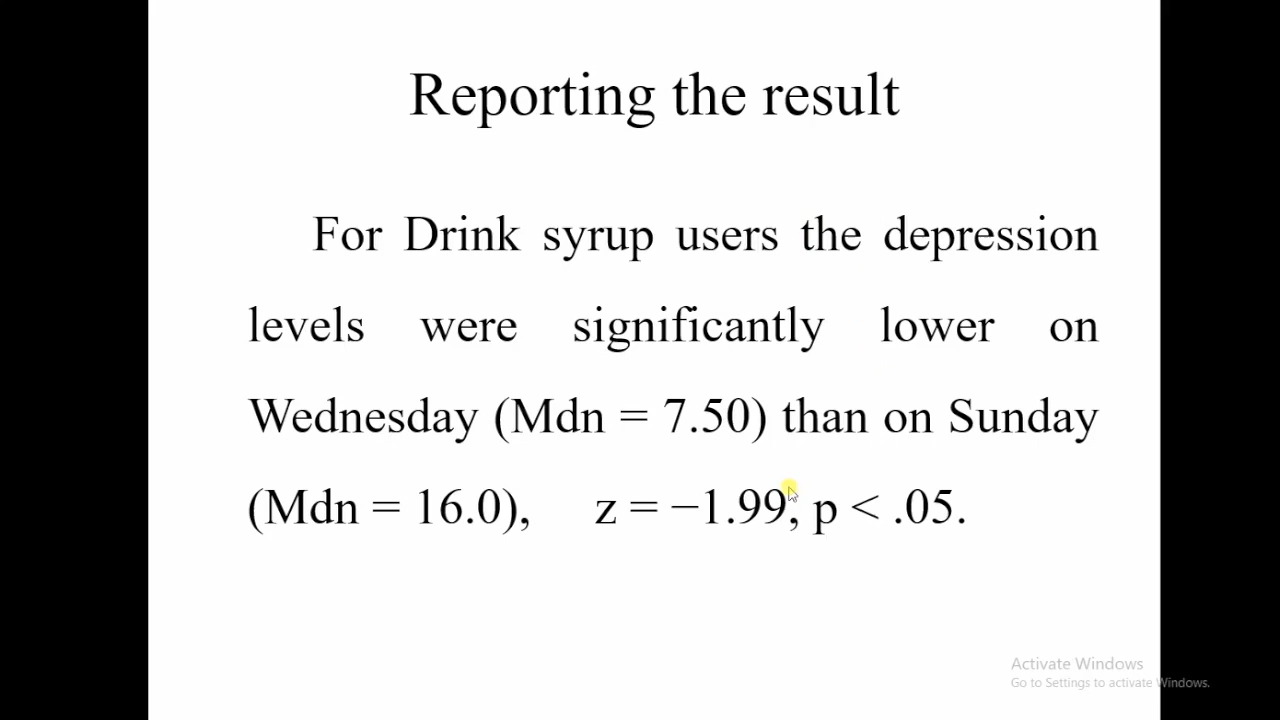 Reporting the result
For Drink syrup users the depression
levels were significantly lower on
Wednesday (Mdn = 7.50) than on Sunday
(Mdn = 16.0), z = −1.99, p < .05.
Activate Windows
Go to Settings to activate Windows.